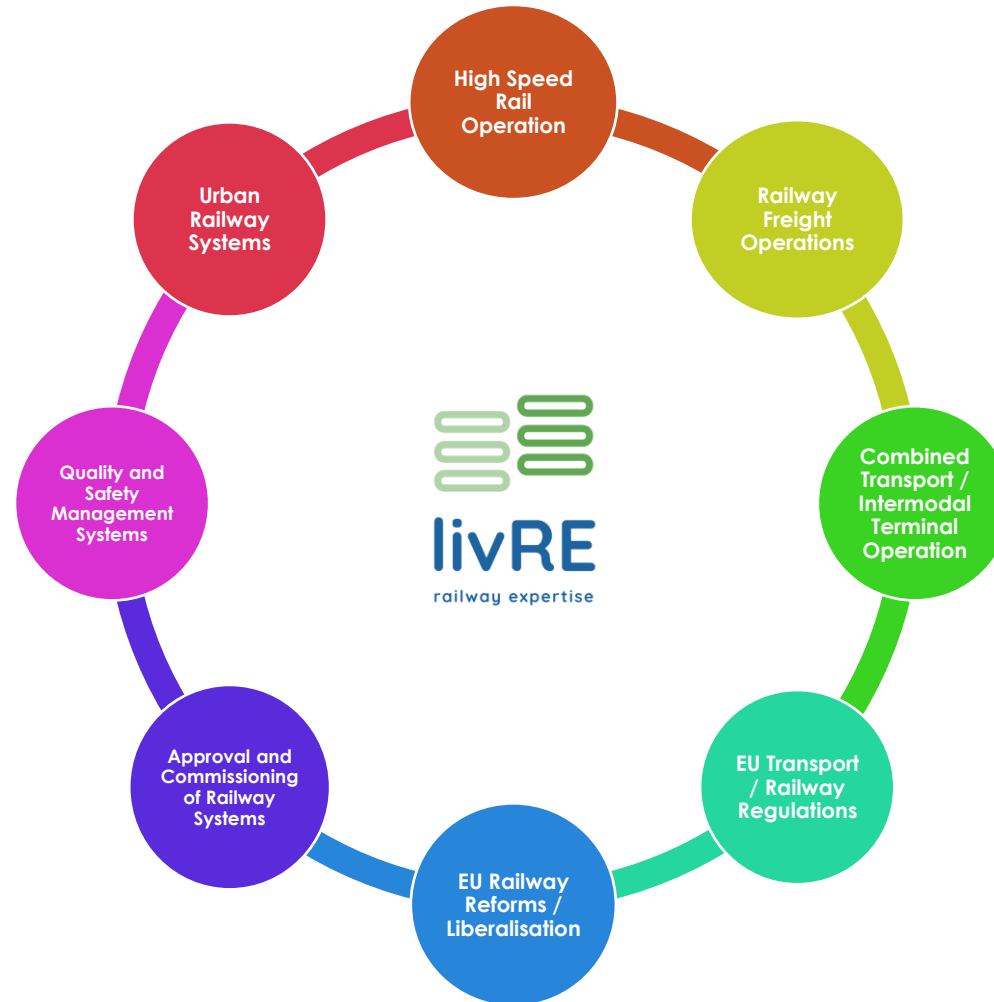 High Speed
Rail
Operation
Railway
Freight
Operations
Combined
Transport /
Intermodal
Terminal
Operation
EU Transport
/ Railway
Regulations
EU Railway
Reforms /
Liberalisation
Approval and
Commissioning
of Railway
Systems
Quality and
Safety
Management
Systems
Urban
Railway
Systems
livRE
railway expertise